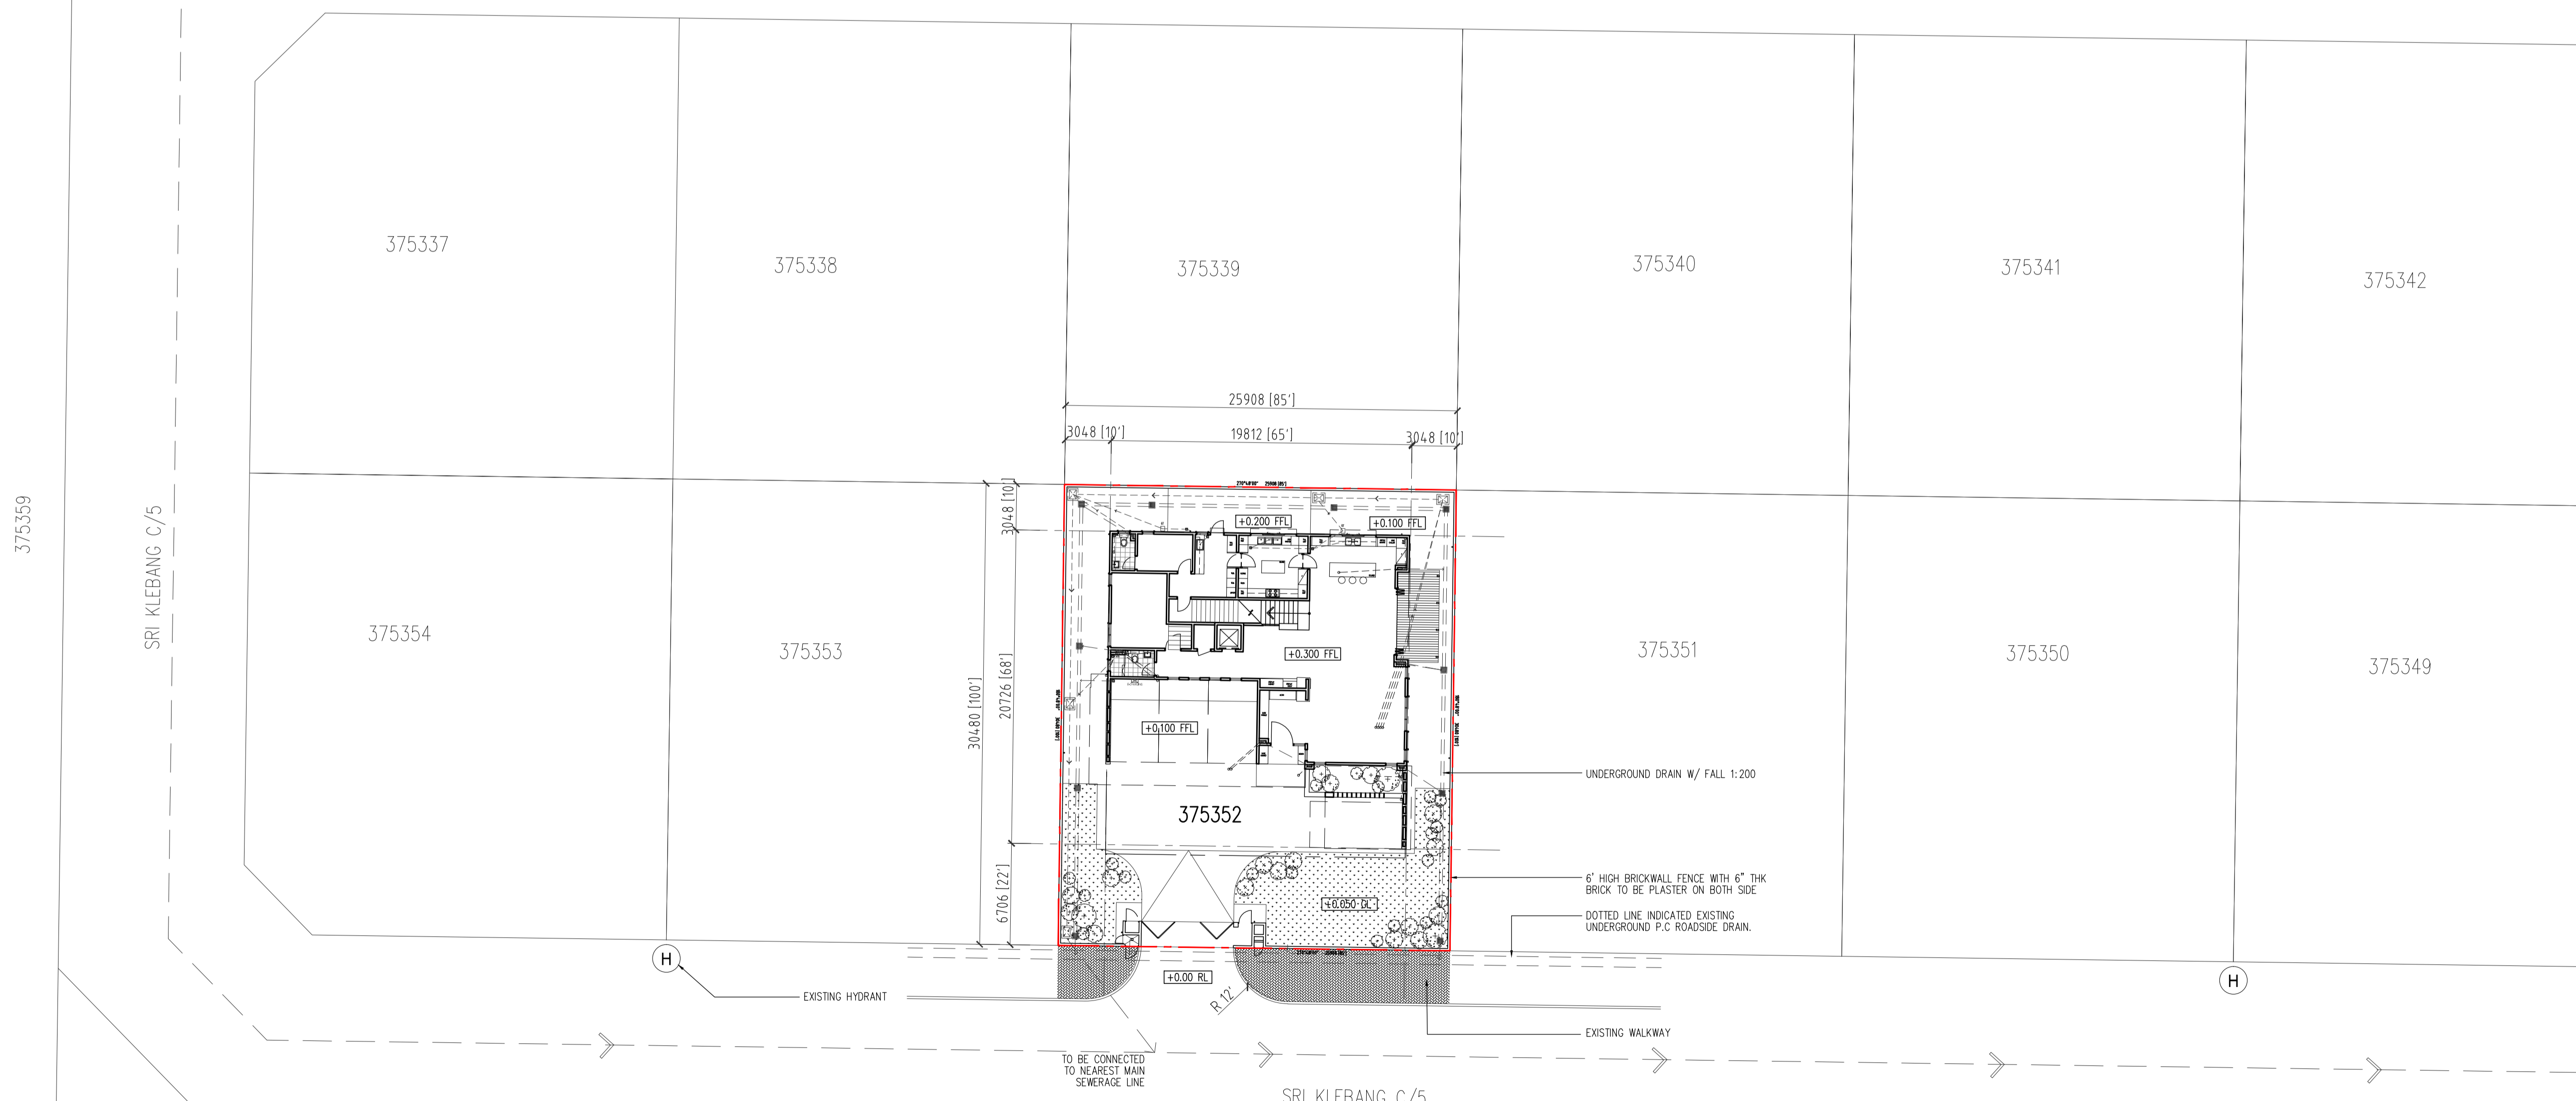 375337
375338
375339
375340
375341
375342
375359
SRI KLEBANG C/5
25908 [85']
3048 [10']
19812 [65']
3048 [10']
3048 [10']
20726 [68']
30480 [100']
6706 [22']
+0.200 FFL
+0.100 FFL
+0.300 FFL
+0.100 FFL
375354
375353
375352
375351
375350
375349
UNDERGROUND DRAIN W/ FALL 1:200
6' HIGH BRICKWALL FENCE WITH 6" THK
BRICK TO BE PLASTER ON BOTH SIDE
+0.050 GL
DOTTED LINE INDICATED EXISTING
UNDERGROUND P.C ROADSIDE DRAIN.
H
H
EXISTING HYDRANT
+0.00 RL
R 12'
EXISTING WALKWAY
TO BE CONNECTED
TO NEAREST MAIN
SEWERAGE LINE
SRI KLEBANG C/5